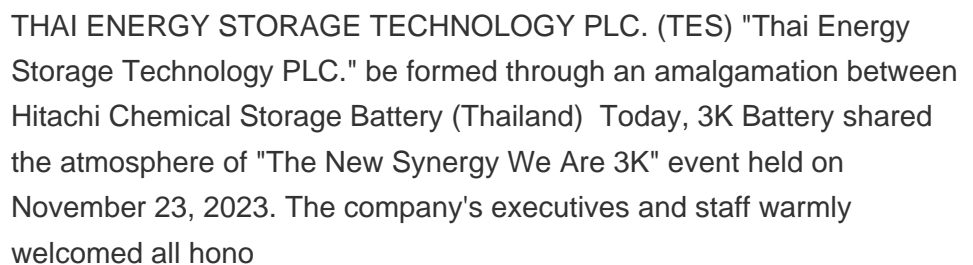 THAI ENERGY STORAGE TECHNOLOGY PLC. (TES) "Thai Energy
Storage Technology PLC." be formed through an amalgamation between
Hitachi Chemical Storage Battery (Thailand)  Today, 3K Battery shared
the atmosphere of "The New Synergy We Are 3K" event held on
November 23, 2023. The company's executives and staff warmly
welcomed all hono